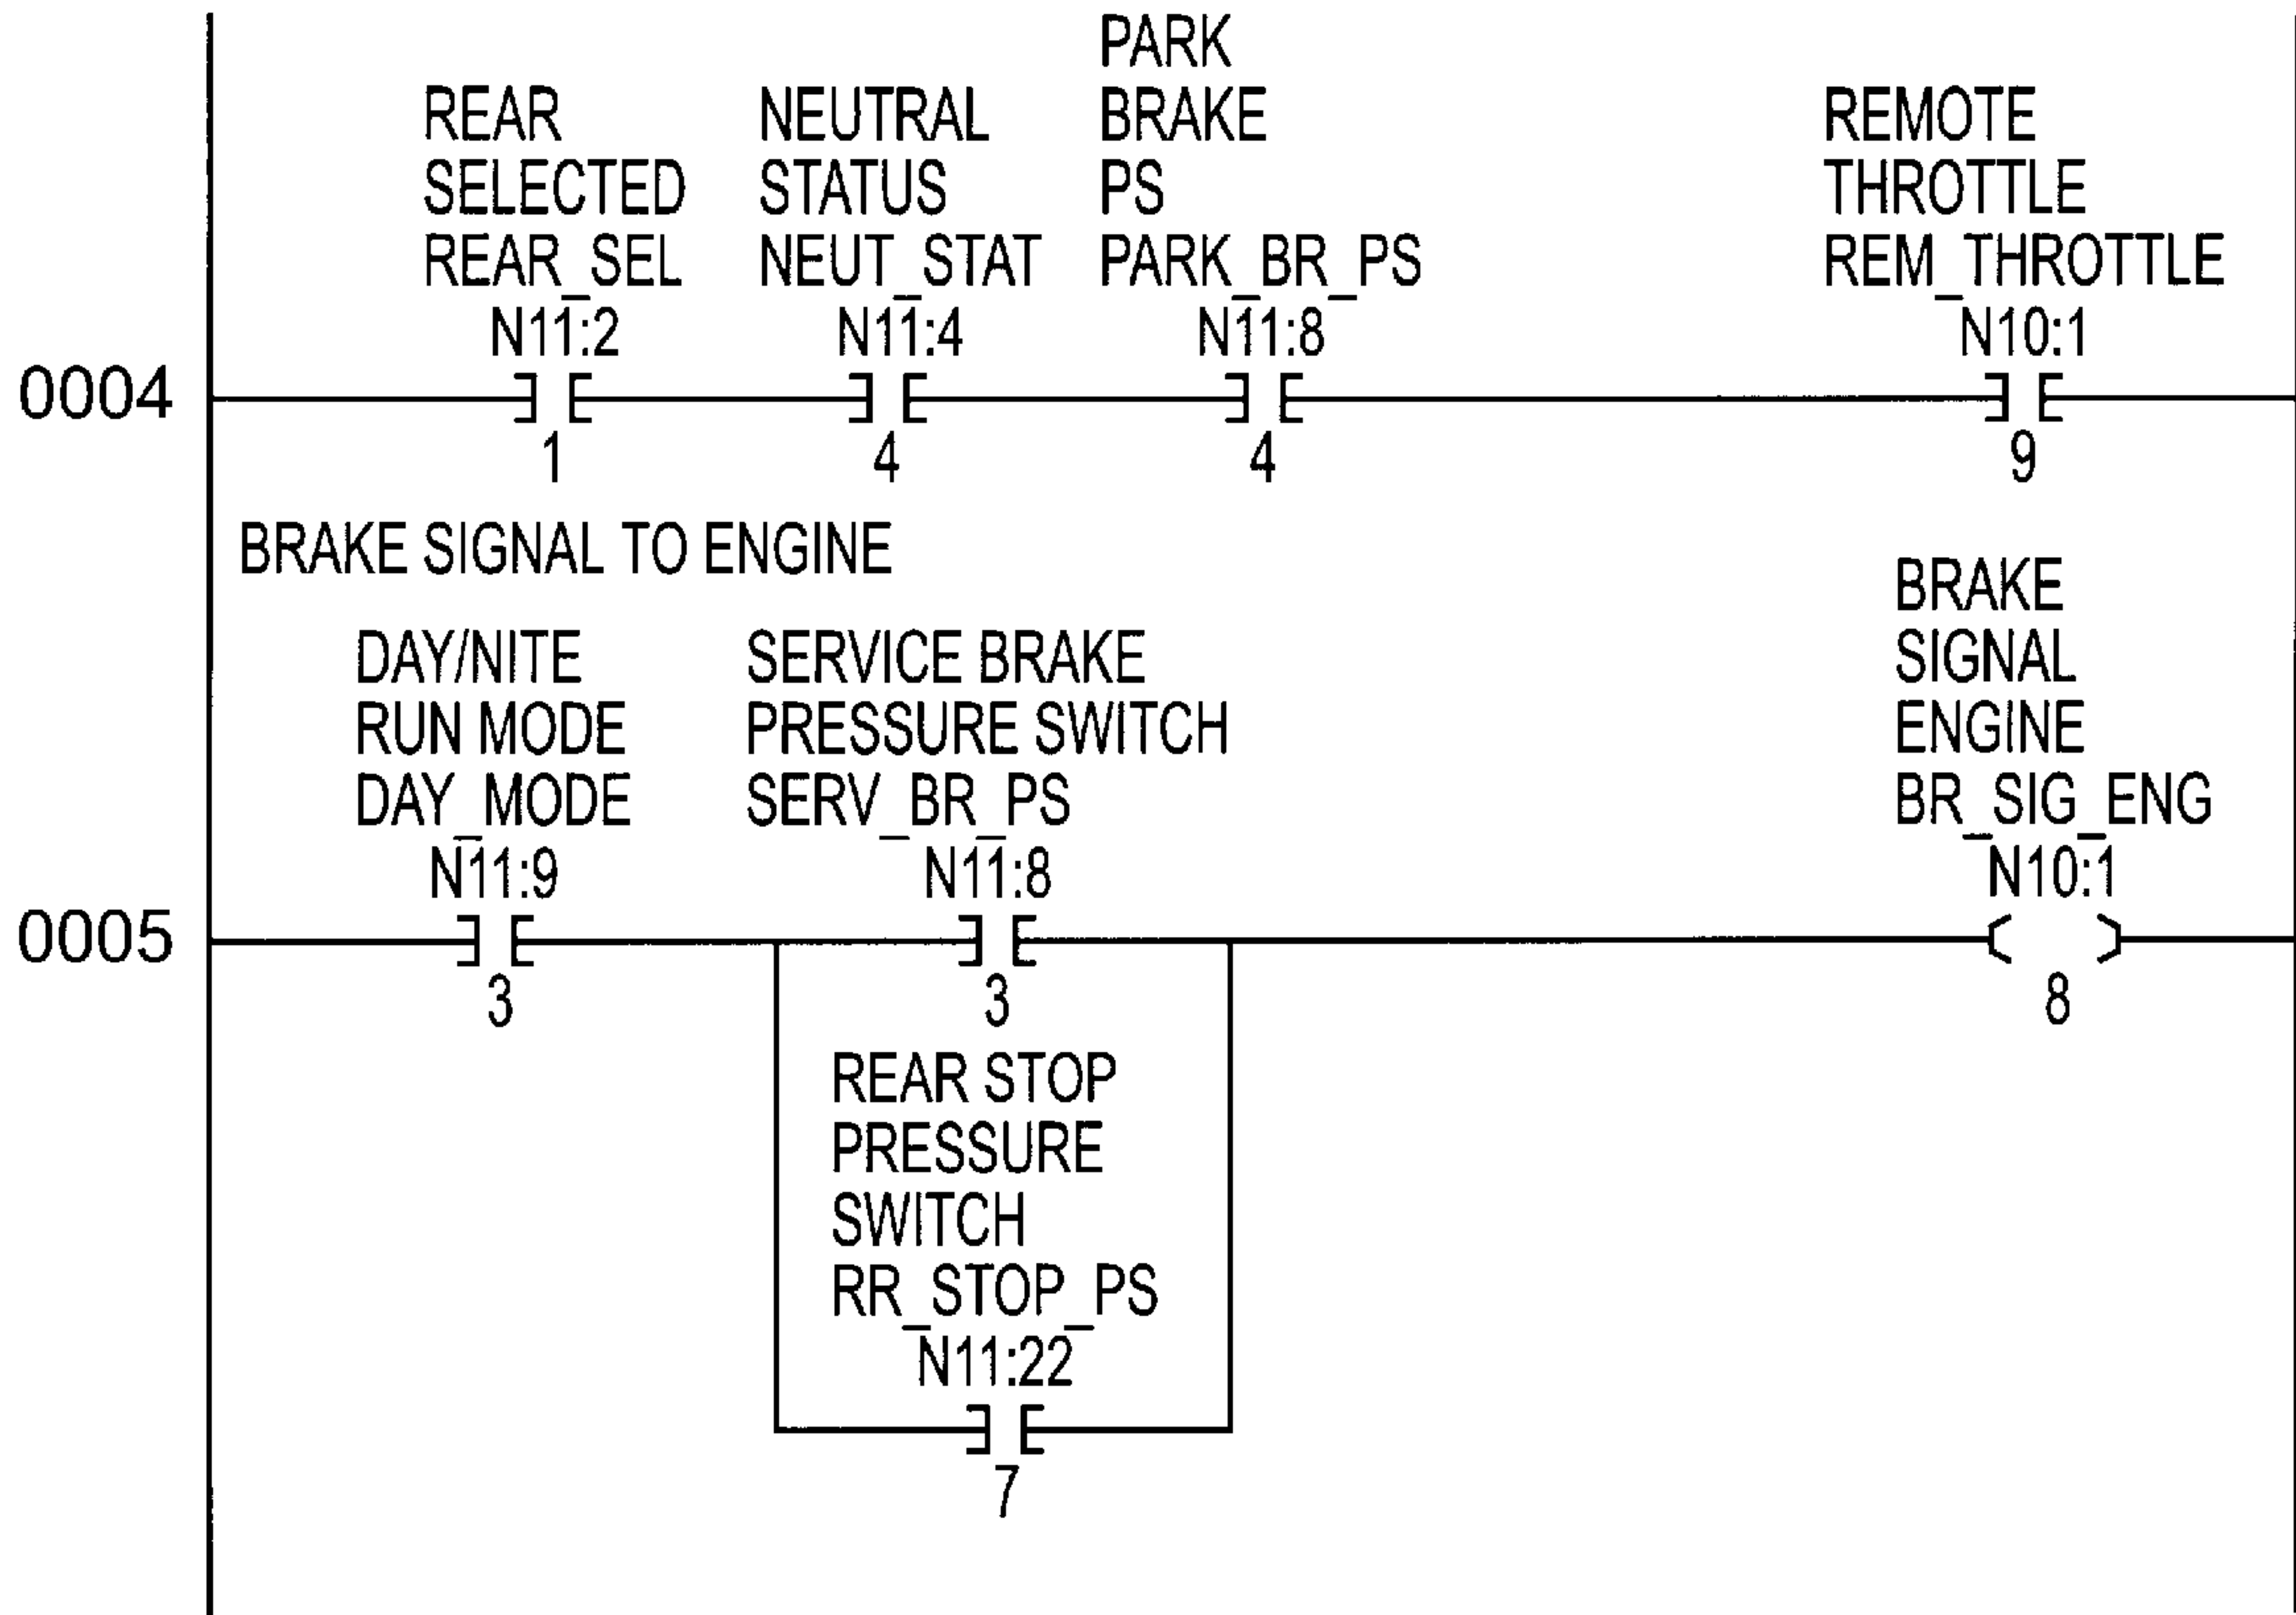 REAR
SELECTED
REAR_SEL
N11:2
1
NEUTRAL
STATUS
NEUT_STAT
N11:4
4
PARK
BRAKE
PS
PARK_BR_PS
N11:8
4
REMOTE
THROTTLE
REM_THROTTLE
N10:1
9
0004
BRAKE SIGNAL TO ENGINE
DAY/NITE
RUN MODE
DAY_MODE
N11:9
3
SERVICE BRAKE
PRESSURE SWITCH
SERV_BR_PS
N11:8
3
BRAKE
SIGNAL
ENGINE
BR_SIG_ENG
N10:1
8
0005
REAR STOP
PRESSURE
SWITCH
RR_STOP_PS
N11:22
7